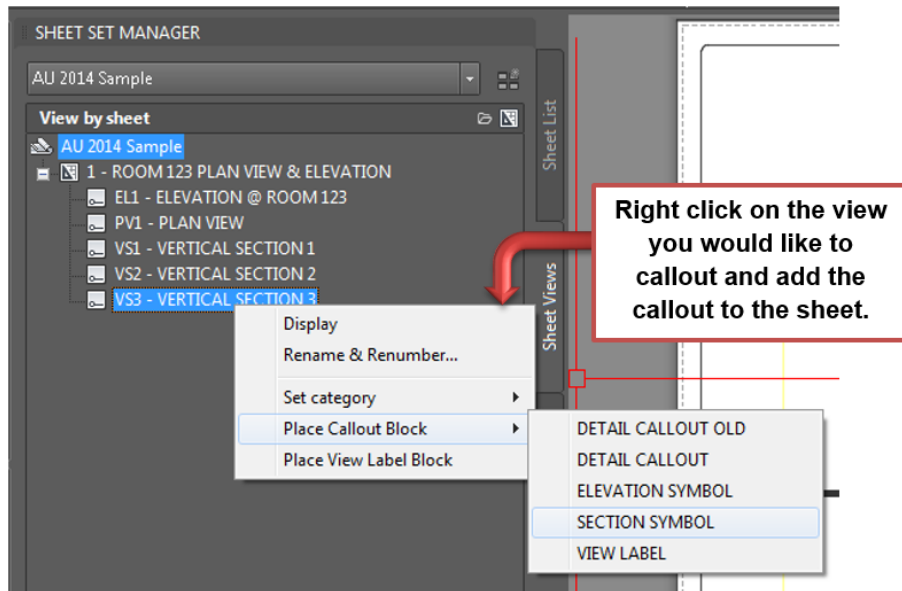 SHEET SET MANAGER
AU 2014 Sample
View by sheet
AU 2014 Sample
1 - ROOM 123 PLAN VIEW & ELEVATION
EL1 - ELEVATION @ ROOM 123
PV1 - PLAN VIEW
VS1 - VERTICAL SECTION 1
VS2 - VERTICAL SECTION 2
VS3 - VERTICAL SECTION 3
Sheet List
Sheet Views
Right click on the view
you would like to
callout and add the
callout to the sheet.
Display
Rename & Renumber...
Set category
Place Callout Block
Place View Label Block
DETAIL CALLOUT OLD
DETAIL CALLOUT
ELEVATION SYMBOL
SECTION SYMBOL
VIEW LABEL